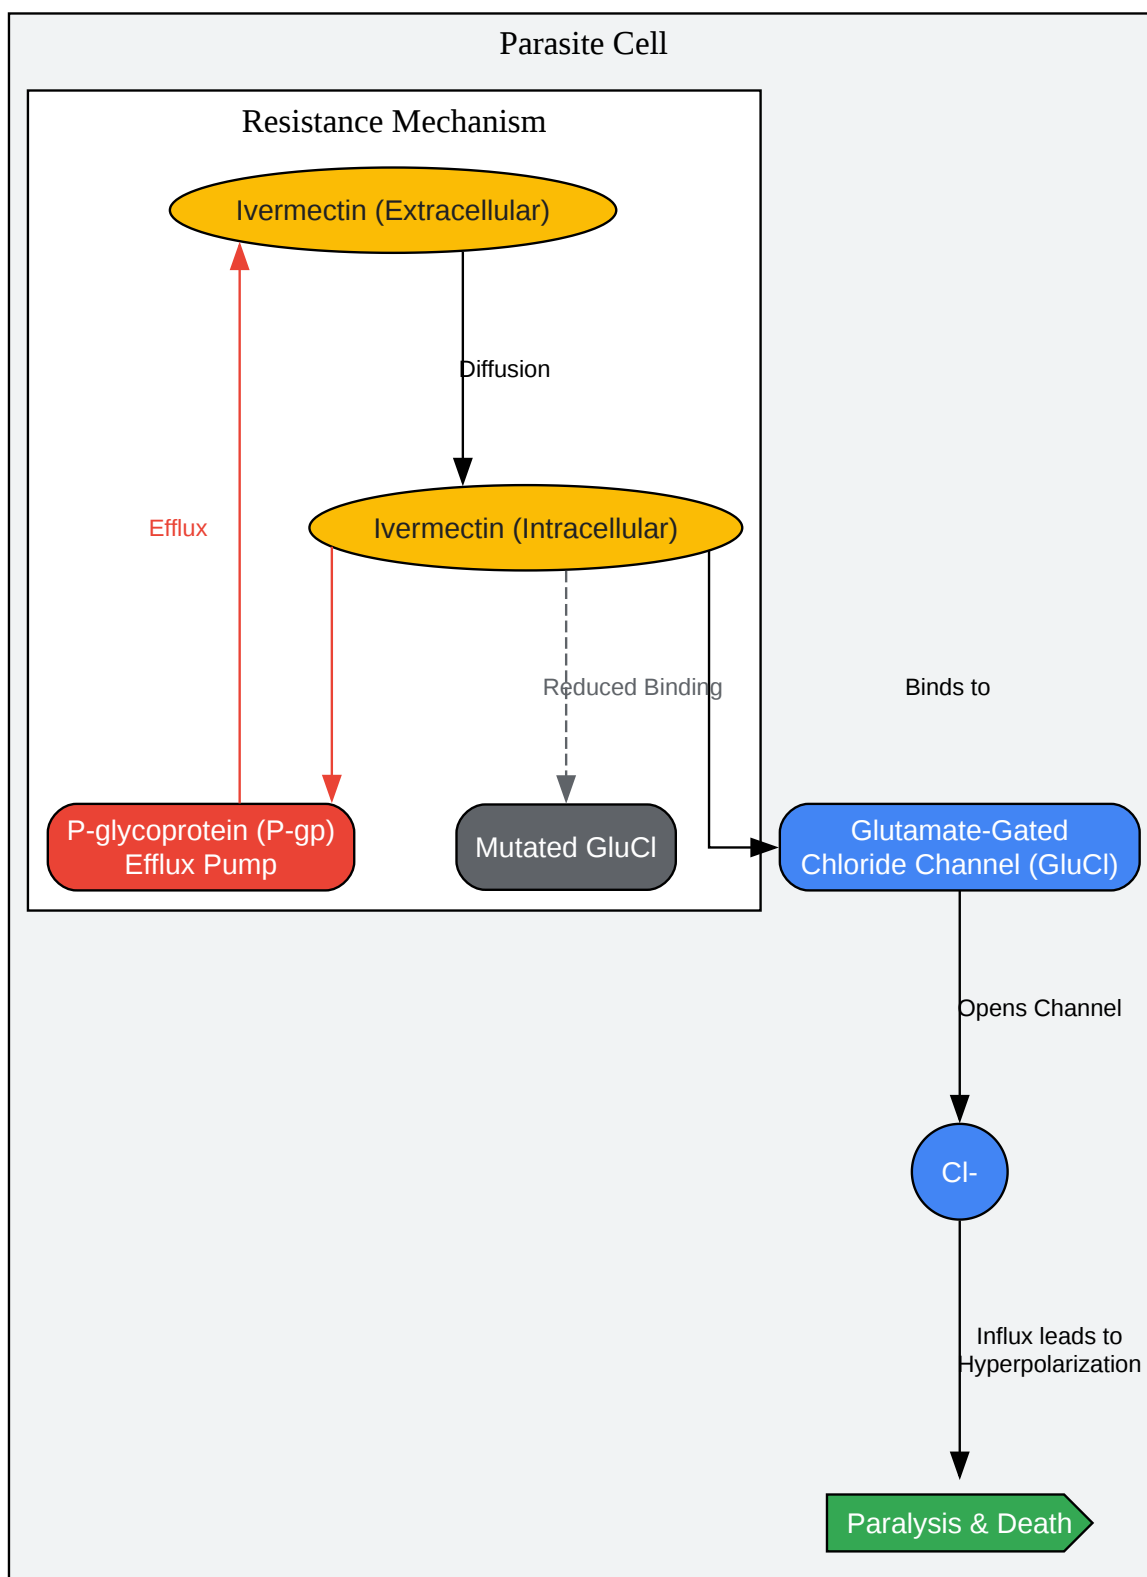 Parasite Cell
Resistance Mechanism
Ivermectin (Extracellular)
Diffusion
Efflux
Ivermectin (Intracellular)
Reduced Binding
Binds to
P-glycoprotein (P-gp)
Efflux Pump
Mutated GluCl
Glutamate-Gated
Chloride Channel (GluCl)
Opens Channel
Cl-
Influx leads to
Hyperpolarization
Paralysis & Death